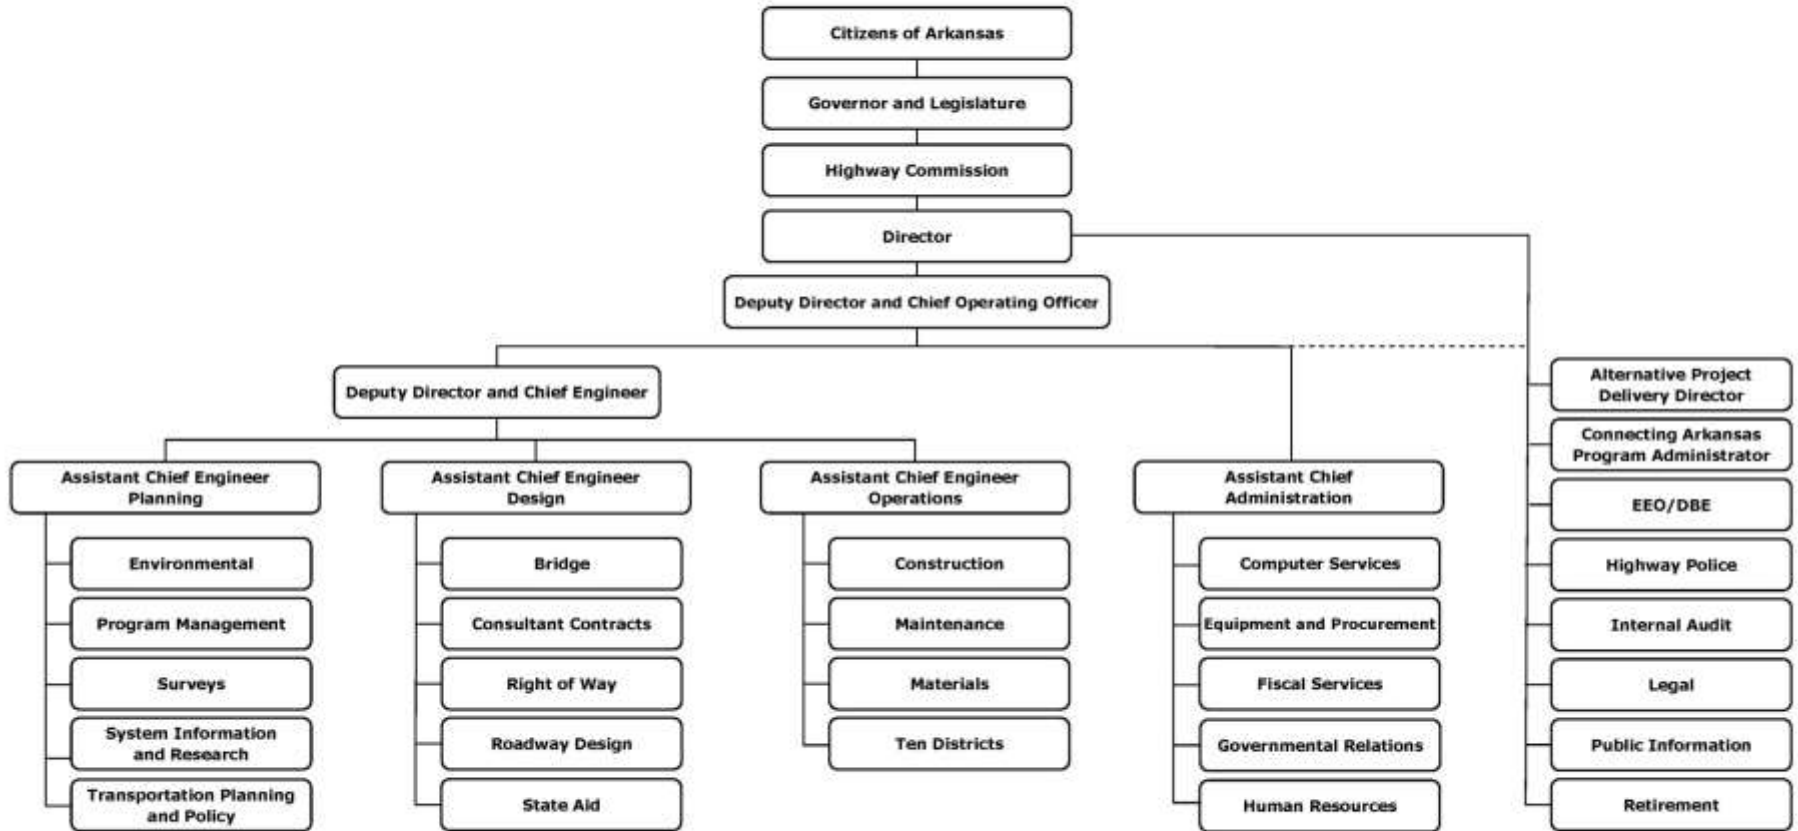 Citizens of Arkansas
Governor and Legislature
Highway Commission
Director
Deputy Director and Chief Operating Officer
Deputy Director and Chief Engineer
Assistant Chief Engineer
Planning
Environmental
Program Management
Surveys
System Information
and Research
Transportation Planning
and Policy
Assistant Chief Engineer
Design
Bridge
Consultant Contracts
Right of Way
Roadway Design
State Aid
Assistant Chief Engineer
Operations
Construction
Maintenance
Materials
Ten Districts
Assistant Chief
Administration
Computer Services
Equipment and Procurement
Fiscal Services
Governmental Relations
Human Resources
Alternative Project
Delivery Director
Connecting Arkansas
Program Administrator
EEO/DBE
Highway Police
Internal Audit
Legal
Public Information
Retirement